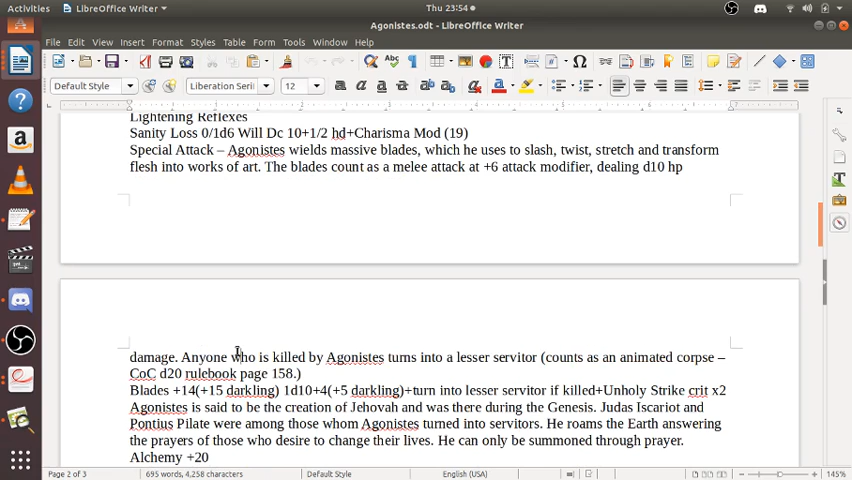 Activities
LibreOffice Writer
Thu 23:54
Agonistes.odt - LibreOffice Writer
File Edit View Insert Format Styles Table Form Tools Window Help
Default Style Liberation Seri 12
Lightening Reflexes
Sanity Loss 0/1d6 Will Dc 10+1/2 hd+Charisma Mod (19)
Special Attack – Agonistes wields massive blades, which he uses to slash, twist, stretch and transform
flesh into works of art. The blades count as a melee attack at +6 attack modifier, dealing d10 hp
damage. Anyone who is killed by Agonistes turns into a lesser servitor (counts as an animated corpse –
CoC d20 rulebook page 158.)
Blades +14(+15 darkling) 1d10+4(+5 darkling)+turn into lesser servitor if killed+Unholy Strike crit x2
Agonistes is said to be the creation of Jehovah and was there during the Genesis. Judas Iscariot and
Pontius Pilate were among those whom Agonistes turned into servitors. He roams the Earth answering
the prayers of those who desire to change their lives. He can only be summoned through prayer.
Alchemy +20
Page 2 of 3 695 words, 4,258 characters Default Style English (USA) 145%